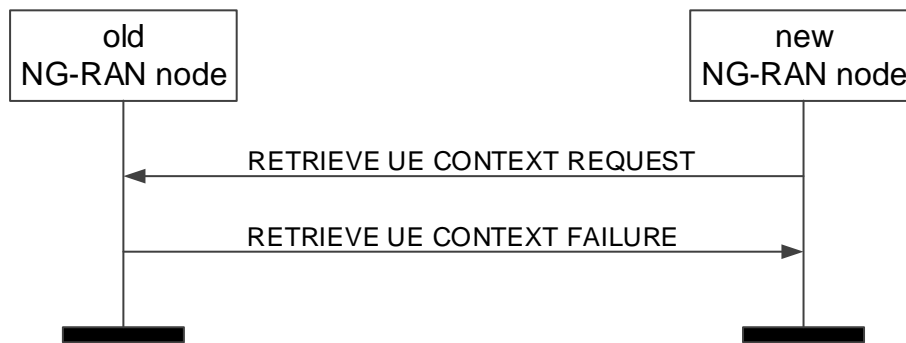 old
NG-RAN node
new
NG-RAN node
RETRIEVE UE CONTEXT REQUEST
RETRIEVE UE CONTEXT FAILURE